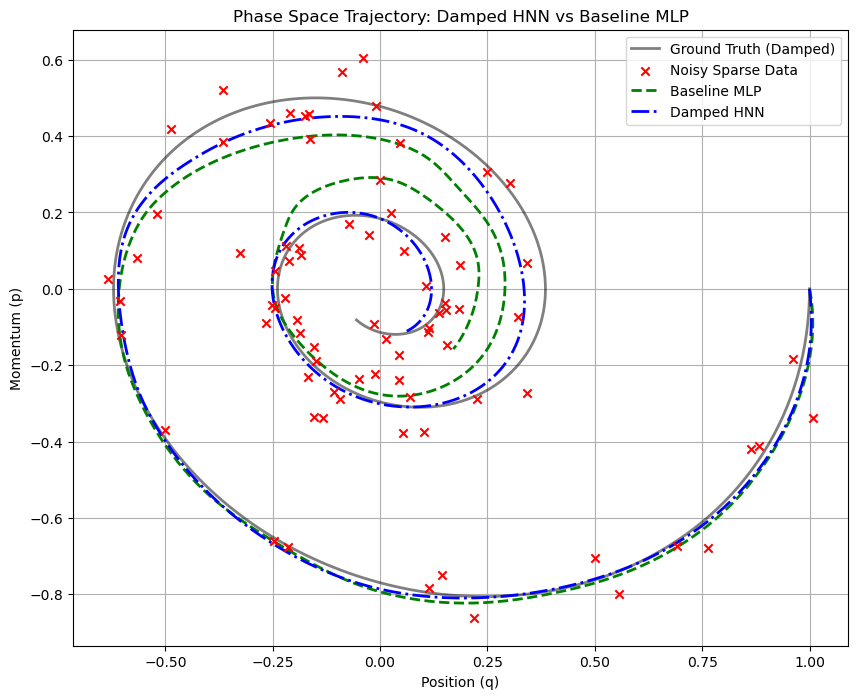 Phase Space Trajectory: Damped HNN vs Baseline MLP
Ground Truth (Damped)
Noisy Sparse Data
Baseline MLP
Damped HNN
Momentum (p)
0.6
0.4
0.2
0.0
−0.2
−0.4
−0.6
−0.8
−0.50
−0.25
0.00
0.25
0.50
0.75
1.00
Position (q)